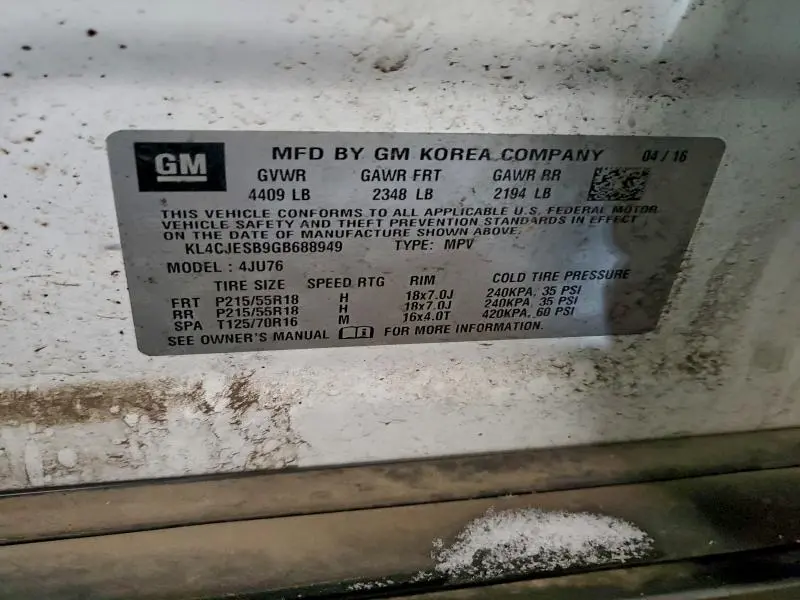 GM MFD BY GM KOREA COMPANY 04/16
GVWR GAWR FRT GAWR RR
4409 LB 2348 LB 2194 LB
THIS VEHICLE CONFORMS TO ALL APPLICABLE U.S. FEDERAL MOTOR
VEHICLE SAFETY AND THEFT PREVENTION STANDARDS IN EFFECT
ON THE DATE OF MANUFACTURE SHOWN ABOVE.
KL4CJESB9GB688949 TYPE: MPV
MODEL : 4JU76
TIRE SIZE SPEED RTG RIM COLD TIRE PRESSURE
FRT P215/55R18 H 18x7.0J 240KPA, 35 PSI
RR P215/55R18 H 18x7.0J 240KPA, 35 PSI
SPA T125/70R16 M 16x4.0T 420KPA, 60 PSI
SEE OWNER'S MANUAL FOR MORE INFORMATION.